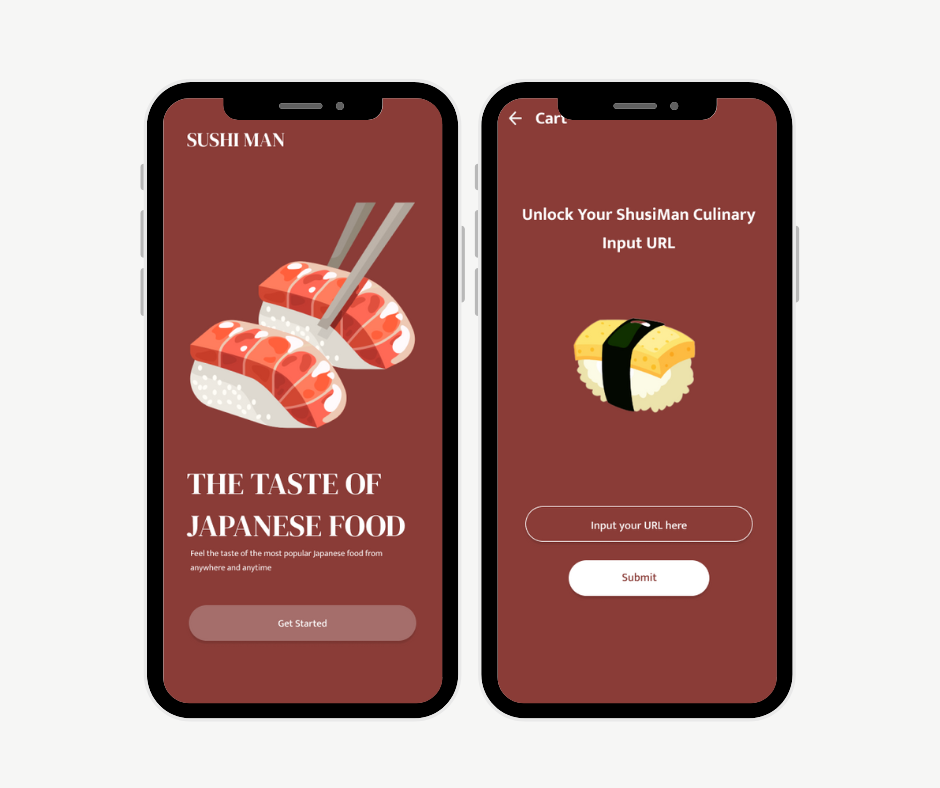 SUSHI MAN
THE TASTE OF
JAPANESE FOOD
Feel the taste of the most popular Japanese food from
anywhere and anytime
Get Started
Cart
Unlock Your ShusiMan Culinary
Input URL
Input your URL here
Submit